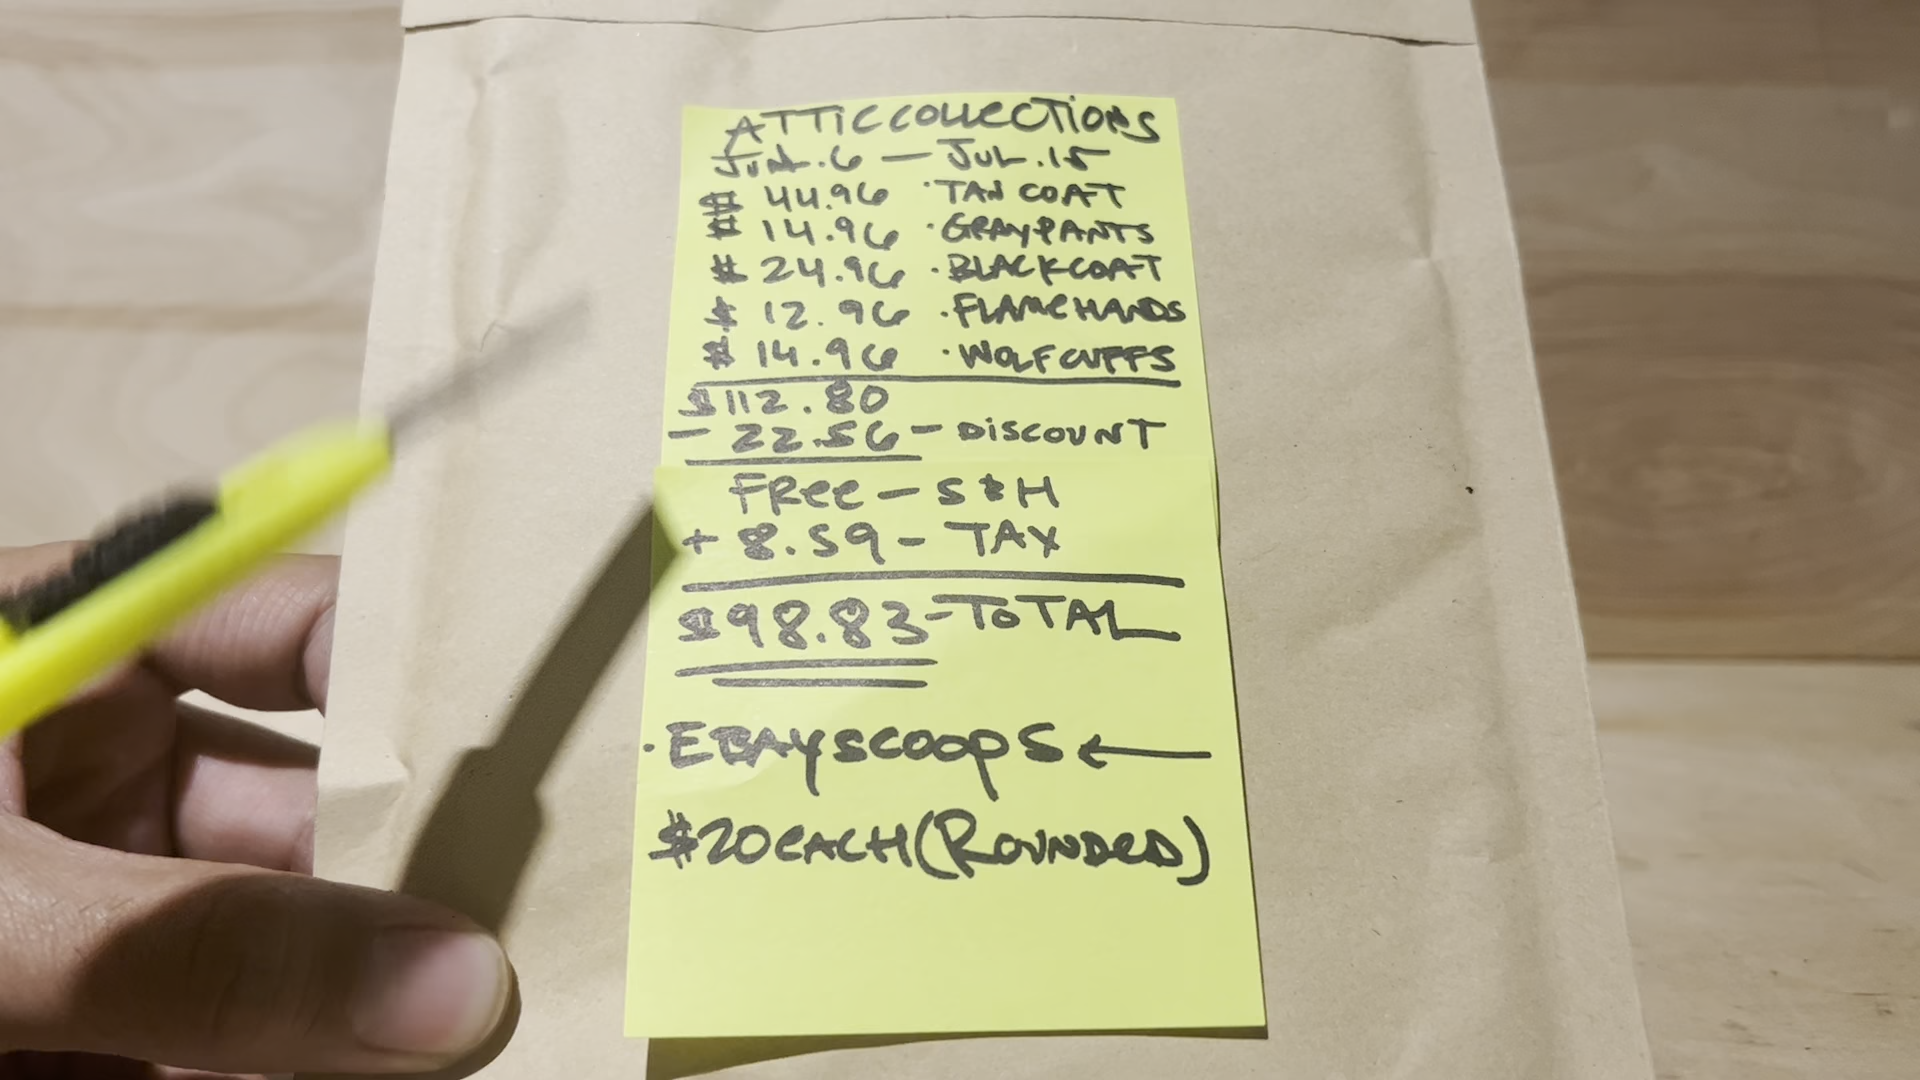 ATTICCOLLECTIONS
JUN.6 — JUL.15
$ 44.96 ·TAN COAT
$ 14.96 ·GRAYPANTS
$ 24.96 ·BLACKCOAT
$ 12.96 ·FLAMEHANDS
$ 14.96 ·WOLFCUFFS
$112.80
- 22.56 - DISCOUNT
FREE - S&H
+ 8.59 - TAX
$98.83-TOTAL
·EBAYSCOOPS←
$20EACH(ROUNDED)